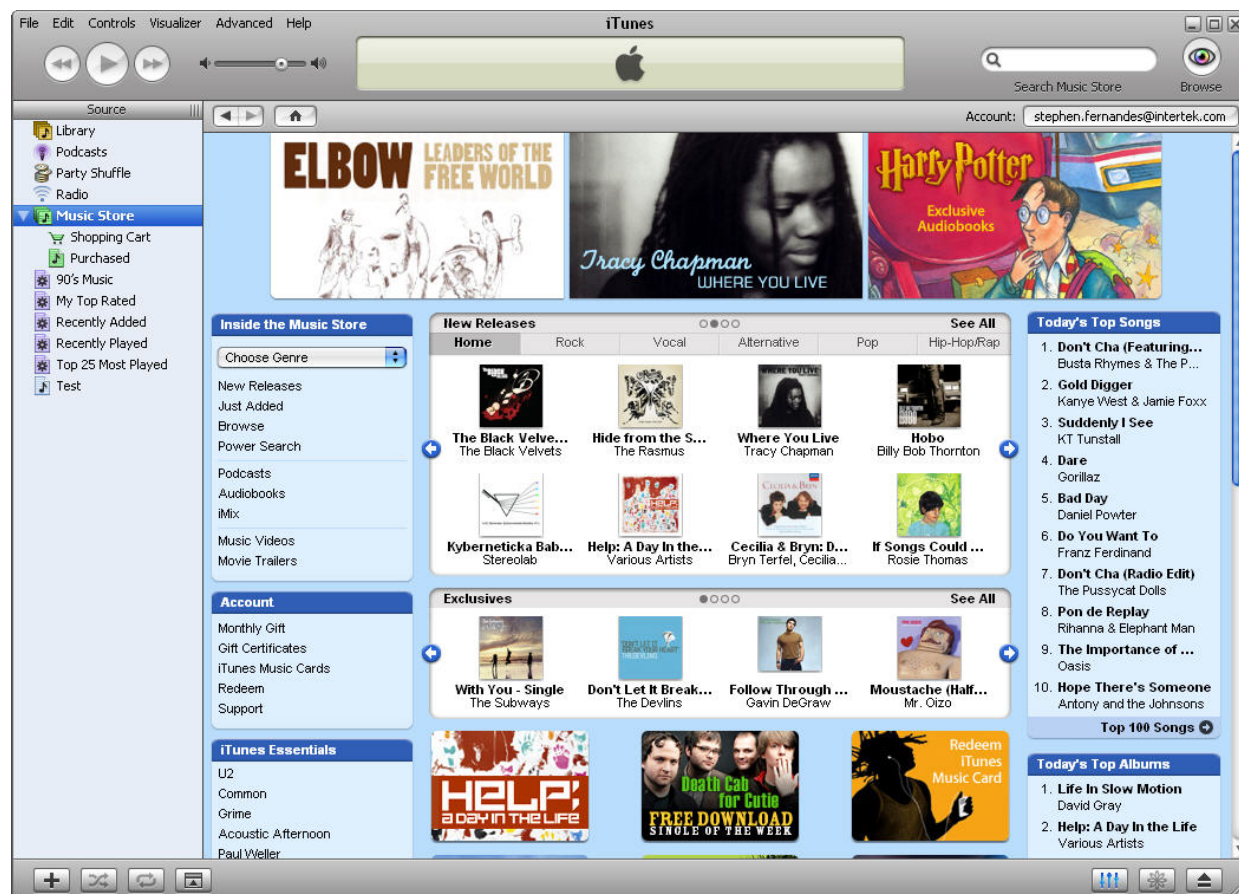 File Edit Controls Visualizer Advanced Help
iTunes
Search Music Store
Browse
Source
Library
Podcasts
Party Shuffle
Radio
Music Store
Shopping Cart
Purchased
90's Music
My Top Rated
Recently Added
Recently Played
Top 25 Most Played
Test
Account: stephen.fernandes@intertek.com
ELBOW LEADERS OF THE
FREE WORLD
Tracy Chapman
WHERE YOU LIVE
Harry Potter
Exclusive
Audiobooks
Inside the Music Store
Choose Genre
New Releases
Just Added
Browse
Power Search
Podcasts
Audiobooks
iMix
Music Videos
Movie Trailers
Account
Monthly Gift
Gift Certificates
iTunes Music Cards
Redeem
Support
iTunes Essentials
U2
Common
Grime
Acoustic Afternoon
Paul Weller
New Releases See All
Home Rock Vocal Alternative Pop Hip-Hop/Rap
WHERE YOU LIVE
The Black Velve... Hide from the S... Where You Live Hobo
The Black Velvets The Rasmus Tracy Chapman Billy Bob Thornton
CECILIA & BRYN
HELP!
Kyberneticka Bab... Help: A Day In the... Cecilia & Bryn: D... If Songs Could ...
Stereolab Various Artists Bryn Terfel, Cecilia... Rosie Thomas
Exclusives See All
DON'T LET IT
BREAK YOUR HEART
THE DEVLINS
With You - Single Don't Let It Break... Follow Through ... Moustache (Half...
The Subways The Devlins Gavin DeGraw Mr. Oizo
HELP:
A DAY IN THE LIFE
Death Cab
for Cutie
FREE DOWNLOAD
SINGLE OF THE WEEK
Redeem
iTunes
Music Card
Today's Top Songs
1. Don't Cha (Featuring...
Busta Rhymes & The P...
2. Gold Digger
Kanye West & Jamie Foxx
3. Suddenly I See
KT Tunstall
4. Dare
Gorillaz
5. Bad Day
Daniel Powter
6. Do You Want To
Franz Ferdinand
7. Don't Cha (Radio Edit)
The Pussycat Dolls
8. Pon de Replay
Rihanna & Elephant Man
9. The Importance of ...
Oasis
10. Hope There's Someone
Antony and the Johnsons
Top 100 Songs
Today's Top Albums
1. Life In Slow Motion
David Gray
2. Help: A Day In the Life
Various Artists